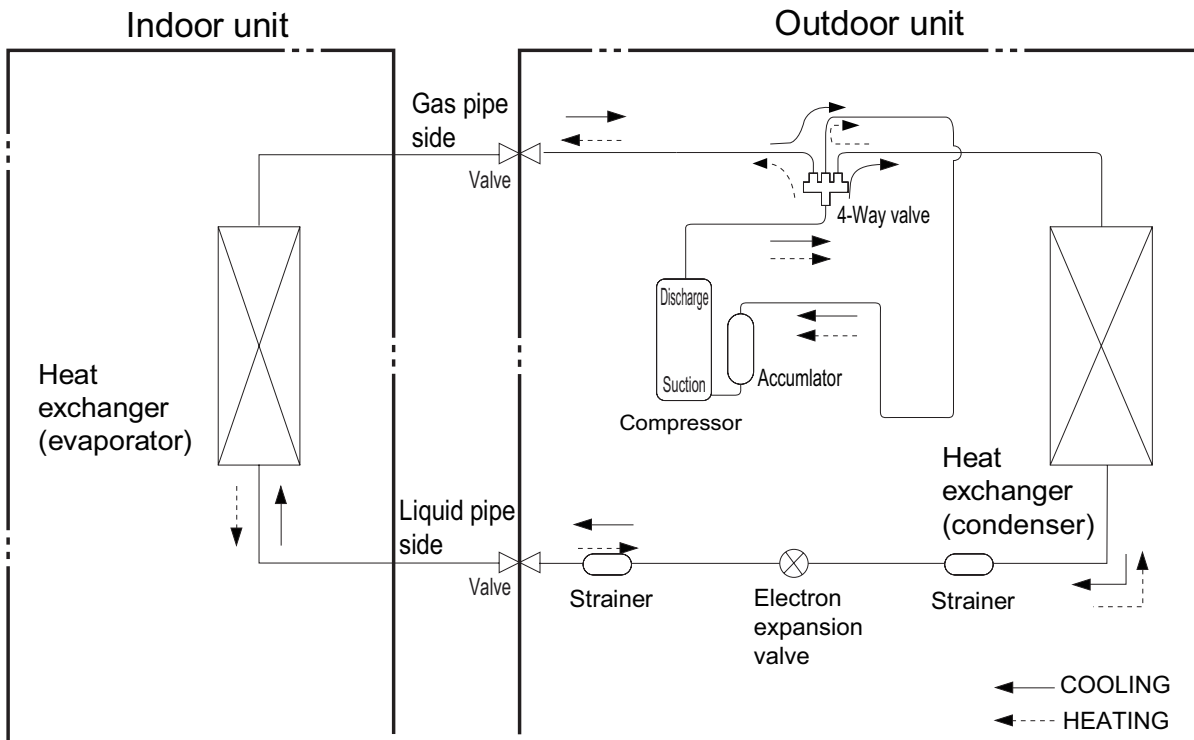 Indoor unit
Outdoor unit
Gas pipe
side
Valve
4-Way valve
Discharge
Suction
Compressor
Accumlator
Heat
exchanger
(evaporator)
Heat
exchanger
(condenser)
Liquid pipe
side
Valve
Strainer
Electron
expansion
valve
Strainer
COOLING
HEATING